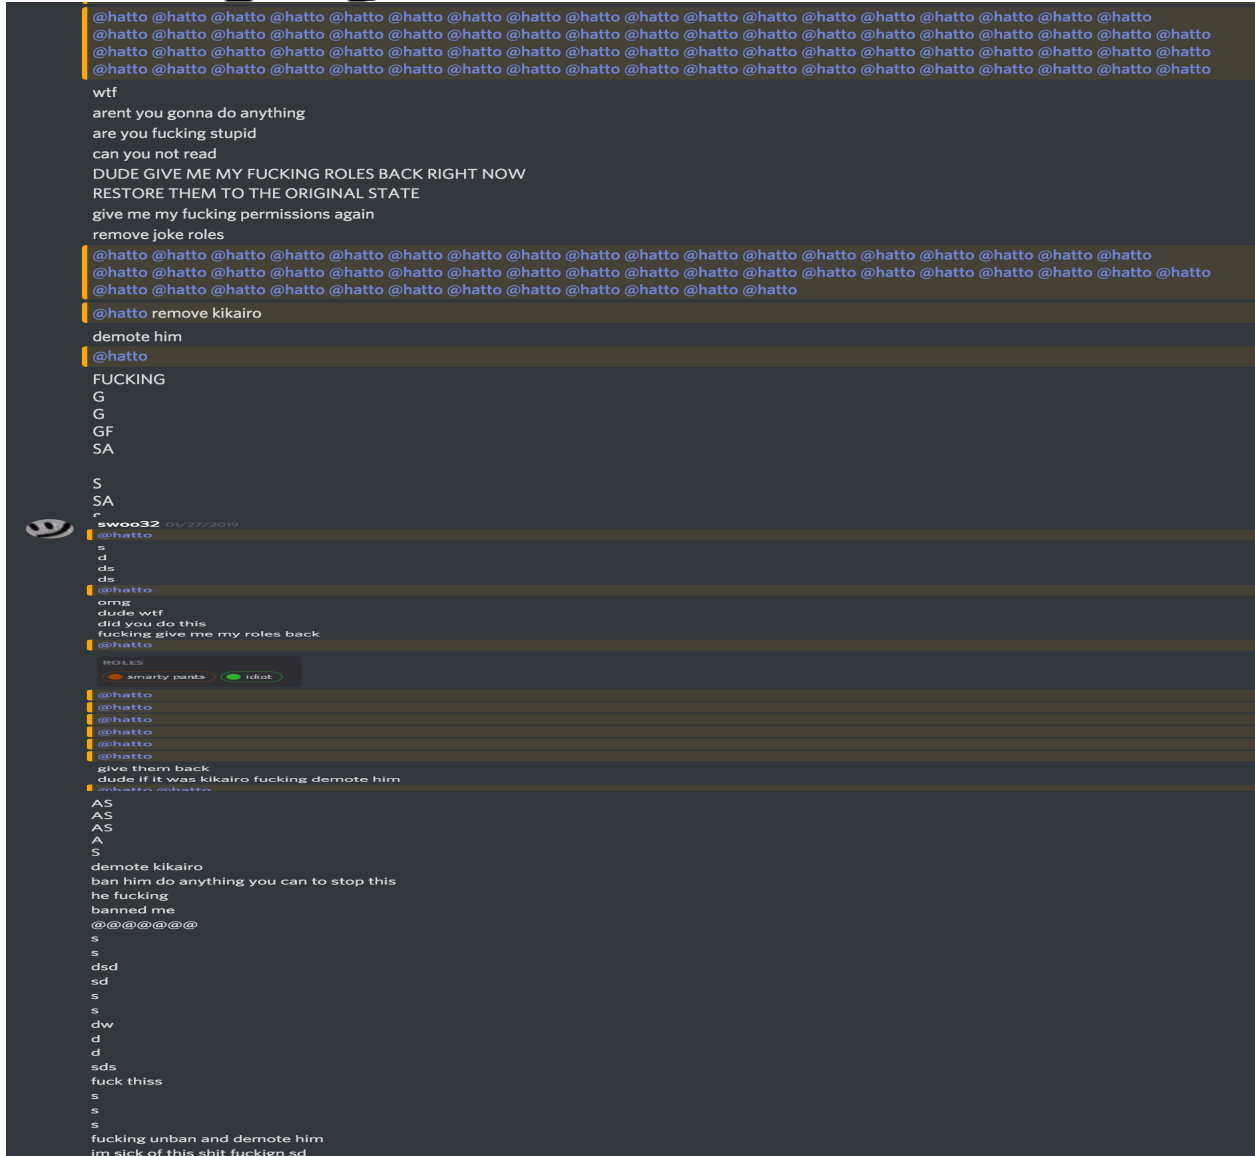 @hatto @hatto @hatto @hatto @hatto @hatto @hatto @hatto @hatto @hatto @hatto @hatto @hatto @hatto @hatto @hatto @hatto @hatto
@hatto @hatto @hatto @hatto @hatto @hatto @hatto @hatto @hatto @hatto @hatto @hatto @hatto @hatto @hatto @hatto @hatto @hatto @hatto
@hatto @hatto @hatto @hatto @hatto @hatto @hatto @hatto @hatto @hatto @hatto @hatto @hatto @hatto @hatto @hatto @hatto @hatto @hatto
@hatto @hatto @hatto @hatto @hatto @hatto @hatto @hatto @hatto @hatto @hatto @hatto @hatto @hatto @hatto @hatto @hatto @hatto @hatto
wtf
arent you gonna do anything
are you fucking stupid
can you not read
DUDE GIVE ME MY FUCKING ROLES BACK RIGHT NOW
RESTORE THEM TO THE ORIGINAL STATE
give me my fucking permissions again
remove joke roles
@hatto @hatto @hatto @hatto @hatto @hatto @hatto @hatto @hatto @hatto @hatto @hatto @hatto @hatto @hatto @hatto @hatto @hatto
@hatto @hatto @hatto @hatto @hatto @hatto @hatto @hatto @hatto @hatto @hatto @hatto @hatto @hatto @hatto @hatto @hatto @hatto @hatto
@hatto @hatto @hatto @hatto @hatto @hatto @hatto @hatto @hatto @hatto @hatto @hatto
@hatto remove kikairo
demote him
@hatto
FUCKING
G
G
GF
SA
S
SA
swoo32 01/27/2019
@hatto
s
d
ds
ds
@hatto
omg
dude wtf
did you do this
fucking give me my roles back
@hatto
ROLES
smarty pants idiot
@hatto
@hatto
@hatto
@hatto
@hatto
@hatto
give them back
dude if it was kikairo fucking demote him
@hatto @hatto
AS
AS
AS
A
S
demote kikairo
ban him do anything you can to stop this
he fucking
banned me
@@@@@@@
s
s
dsd
sd
s
s
dw
d
d
sds
fuck thiss
s
s
s
fucking unban and demote him
im sick of this shit fuckign sd